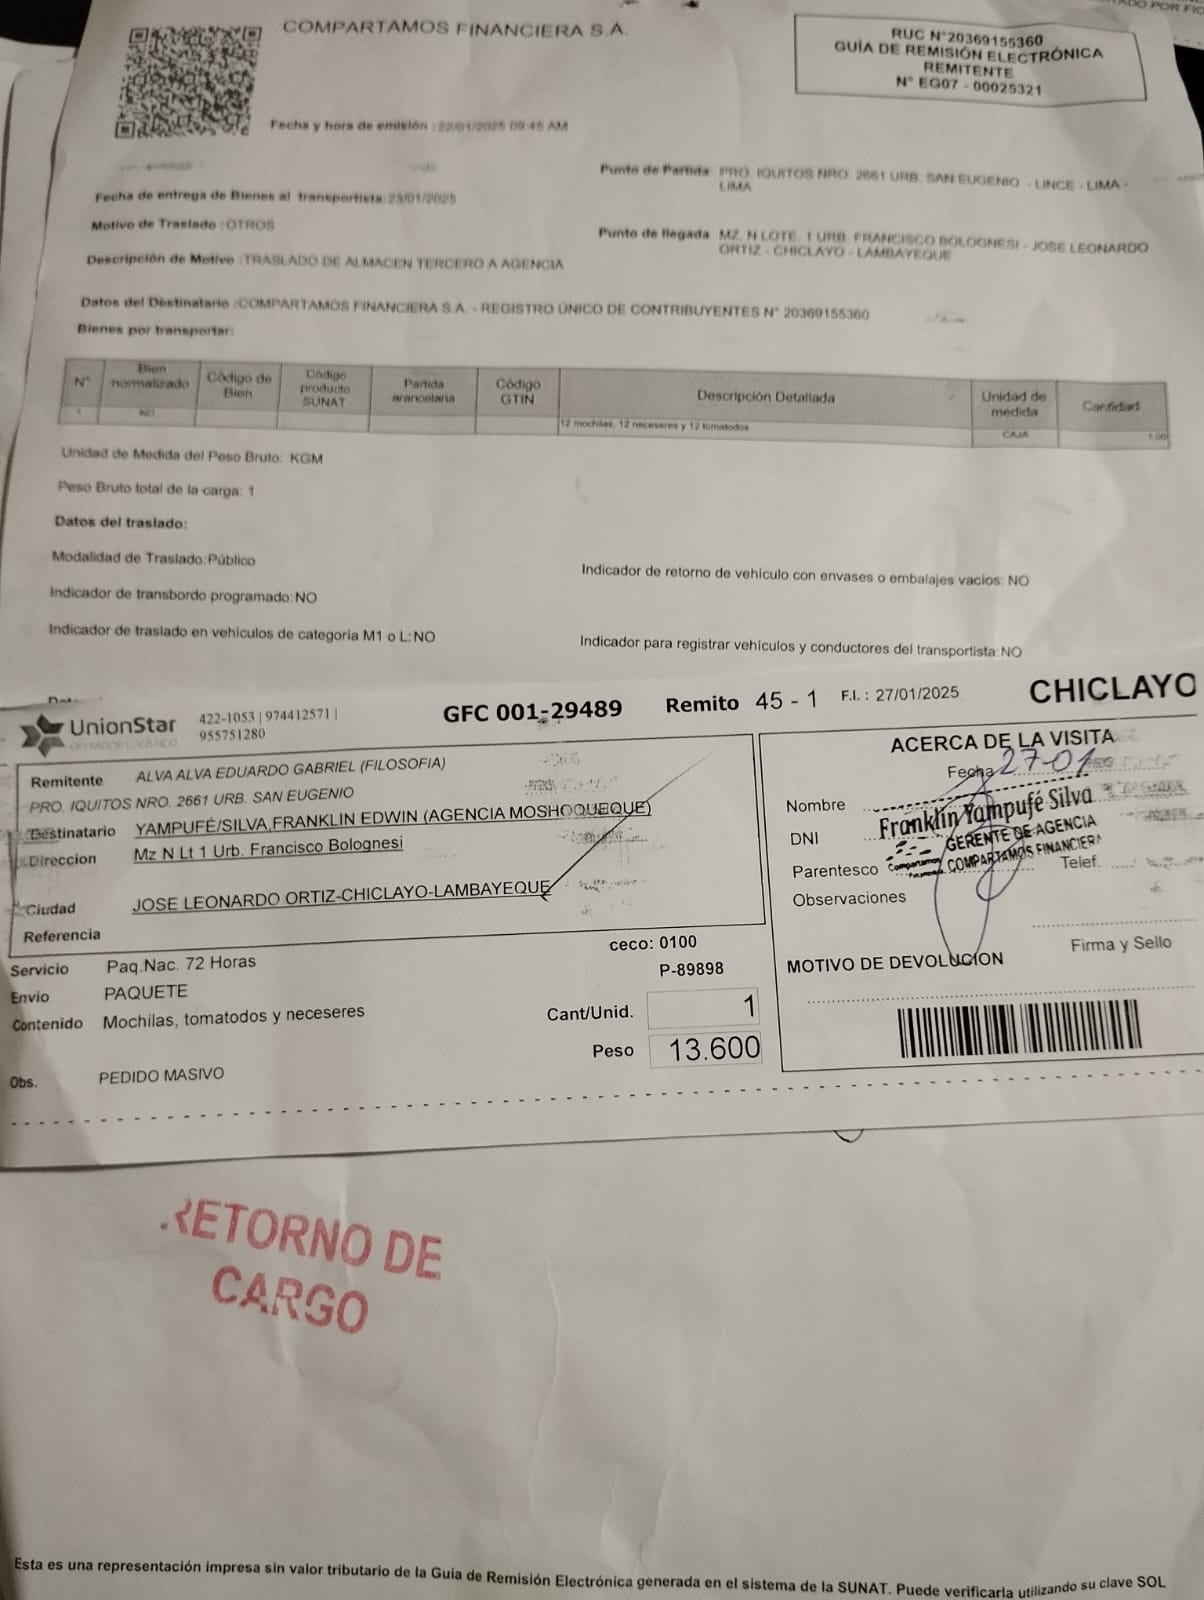 COMPARTAMOS FINANCIERA S.A.
RUC N°20369155360
GUÍA DE REMISIÓN ELECTRÓNICA
REMITENTE
N° EG07 - 00025321
Fecha y hora de emisión : 22/01/2025 09:45 AM
Fecha de entrega de Bienes al transportista:23/01/2025
Punto de Partida PRO. IQUITOS NRO. 2661 URB. SAN EUGENIO - LINCE - LIMA -
LIMA
Motivo de Traslado :OTROS
Punto de llegada MZ. N LOTE. 1 URB. FRANCISCO BOLOGNESI - JOSE LEONARDO
ORTIZ - CHICLAYO - LAMBAYEQUE
Descripción de Motivo :TRASLADO DE ALMACEN TERCERO A AGENCIA
Datos del Destinatario :COMPARTAMOS FINANCIERA S.A. - REGISTRO ÚNICO DE CONTRIBUYENTES N° 20369155360
Bienes por transportar:
N° Bien normalizado Código de Bien Código producto SUNAT Partida arancelaria Código GTIN Descripción Detallada Unidad de medida Cantidad
1 NO 12 mochilas, 12 neceseres y 12 tomatodos CAJA 1.00
Unidad de Medida del Peso Bruto: KGM
Peso Bruto total de la carga: 1
Datos del traslado:
Modalidad de Traslado:Público
Indicador de retorno de vehículo con envases o embalajes vacíos: NO
Indicador de transbordo programado:NO
Indicador de traslado en vehículos de categoría M1 o L:NO
Indicador para registrar vehículos y conductores del transportista:NO
UnionStar
OPERADOR LOGISTICO
422-1053 | 974412571 |
955751280
GFC 001-29489
Remito 45 - 1
F.I. : 27/01/2025
CHICLAYO
Remitente ALVA ALVA EDUARDO GABRIEL (FILOSOFIA)
PRO. IQUITOS NRO. 2661 URB. SAN EUGENIO
Destinatario YAMPUFÉ/SILVA,FRANKLIN EDWIN (AGENCIA MOSHOQUEQUE)
Direccion Mz N Lt 1 Urb. Francisco Bolognesi
Ciudad JOSE LEONARDO ORTIZ-CHICLAYO-LAMBAYEQUE
Referencia
Servicio Paq.Nac. 72 Horas
ceco: 0100
Envio PAQUETE
P-89898
Contenido Mochilas, tomatodos y neceseres
Cant/Unid. 1
Peso 13.600
Obs. PEDIDO MASIVO
ACERCA DE LA VISITA
Fecha 27-01
Nombre
DNI
Franklin Yampufé Silva
GERENTE DE AGENCIA
Compartamos COMPARTAMOS FINANCIERA
Parentesco
Telef.
Observaciones
Firma y Sello
MOTIVO DE DEVOLUCION
RETORNO DE
CARGO
Esta es una representación impresa sin valor tributario de la Guía de Remisión Electrónica generada en el sistema de la SUNAT. Puede verificarla utilizando su clave SOL